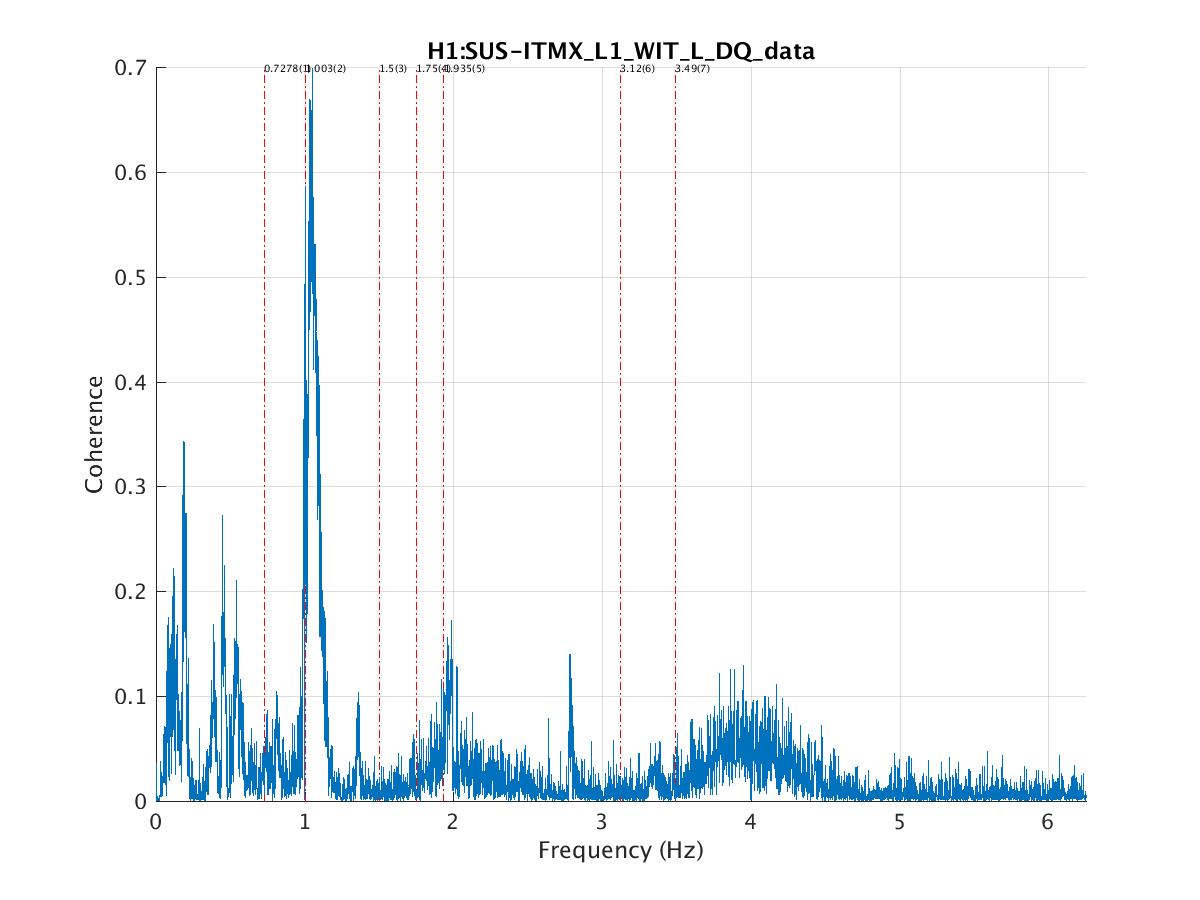 H1:SUS-ITMX_L1_WIT_L_DQ_data
0.7278(1) 1.003(2) 1.5(3) 1.75(4) 1.935(5) 3.12(6) 3.49(7)
0.7
0.6
0.5
0.4
0.3
0.2
0.1
0
Coherence
0 1 2 3 4 5 6
Frequency (Hz)